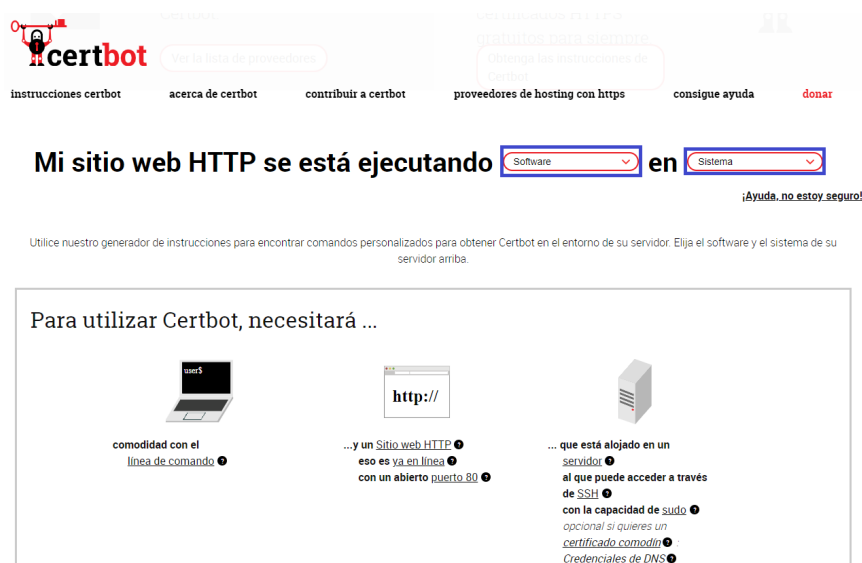 Certbot
certificados HTTPS
gratuitos para siempre
certbot
Ver la lista de proveedores
Obtenga las instrucciones de
Certbot
instrucciones certbot
acerca de certbot
contribuir a certbot
proveedores de hosting con https
consigue ayuda
donar
Mi sitio web HTTP se está ejecutando Software en Sistema
¡Ayuda, no estoy seguro!
Utilice nuestro generador de instrucciones para encontrar comandos personalizados para obtener Certbot en el entorno de su servidor. Elija el software y el sistema de su
servidor arriba.
Para utilizar Certbot, necesitará ...
user$
http://
comodidad con el
línea de comando ?
...y un Sitio web HTTP ?
eso es ya en línea ?
con un abierto puerto 80 ?
... que está alojado en un
servidor ?
al que puede acceder a través
de SSH ?
con la capacidad de sudo ?
opcional si quieres un
certificado comodín ? :
Credenciales de DNS ?